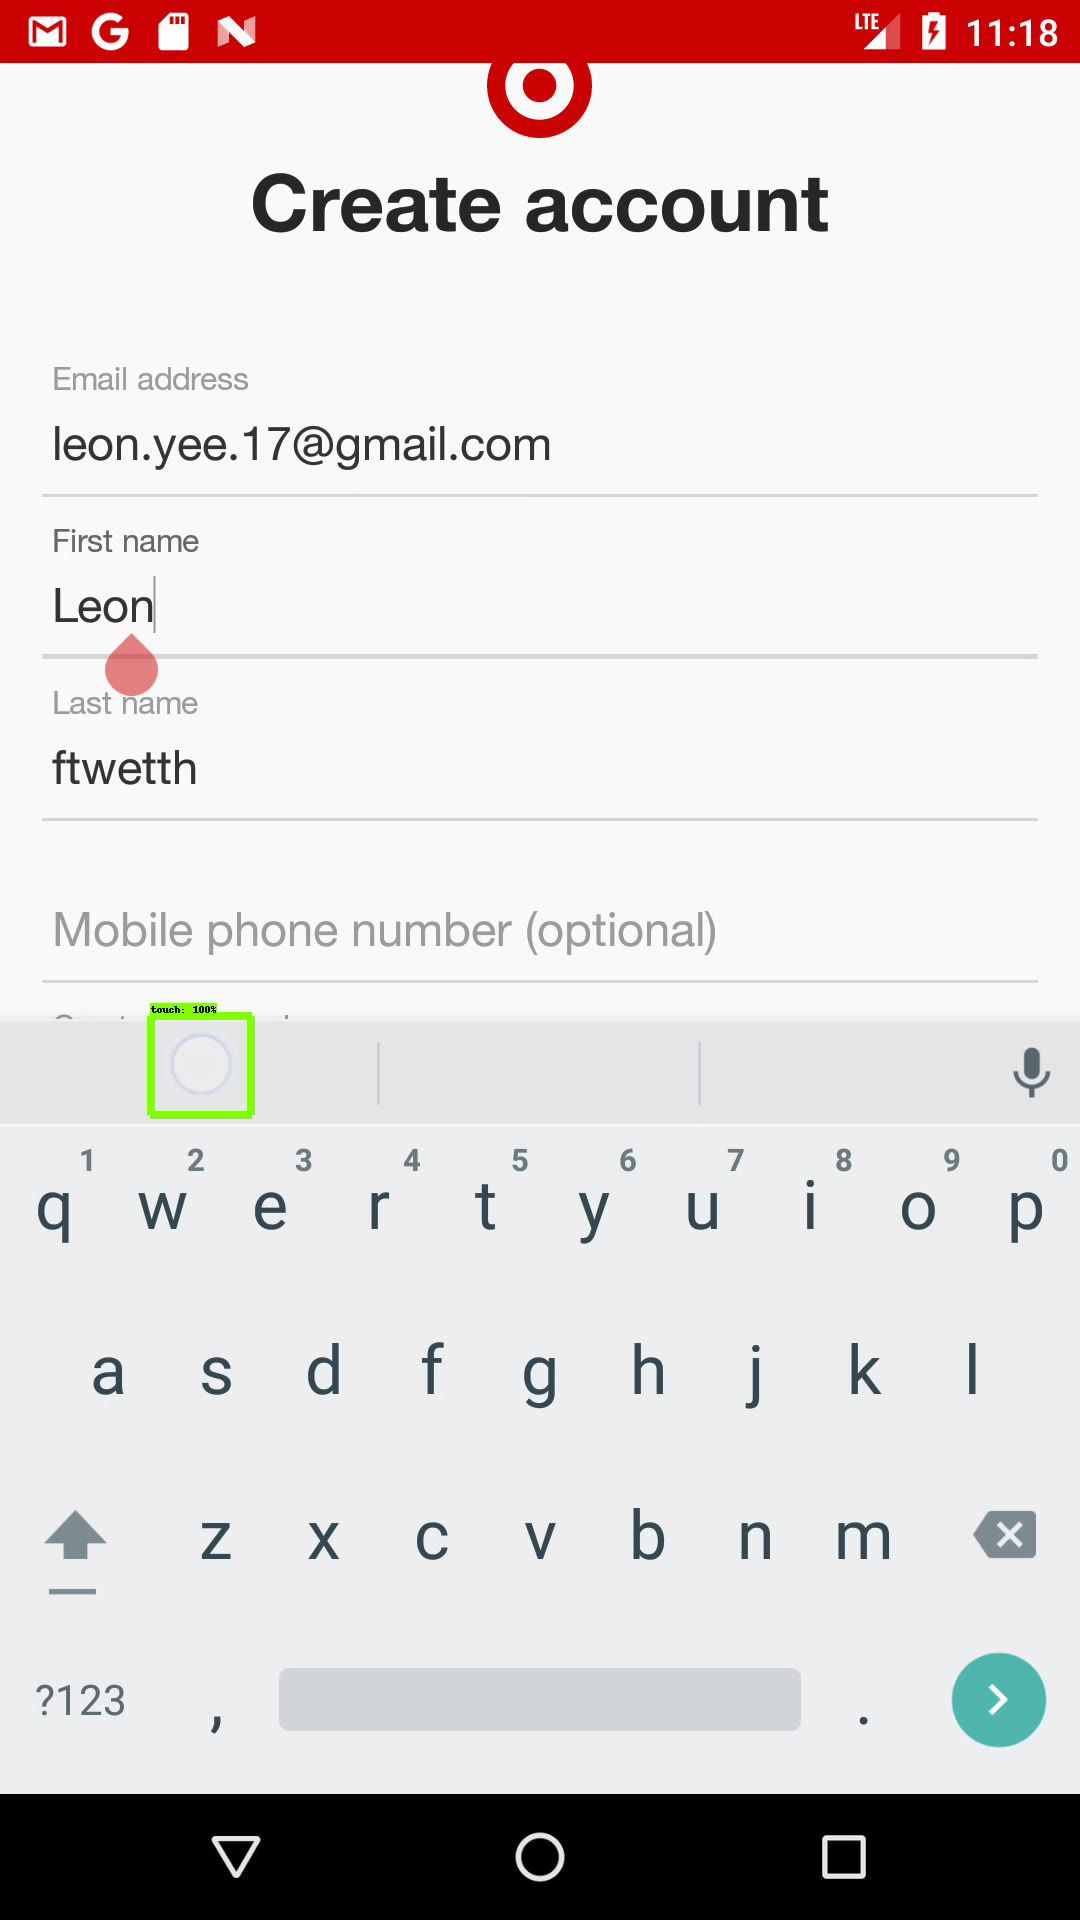 LTE 11:18
Create account
Email address
leon.yee.17@gmail.com
First name
Leon
Last name
ftwetth
Mobile phone number (optional)
touch: 100%
1 2 3 4 5 6 7 8 9 0
q w e r t y u i o p
a s d f g h j k l
z x c v b n m
?123 , .